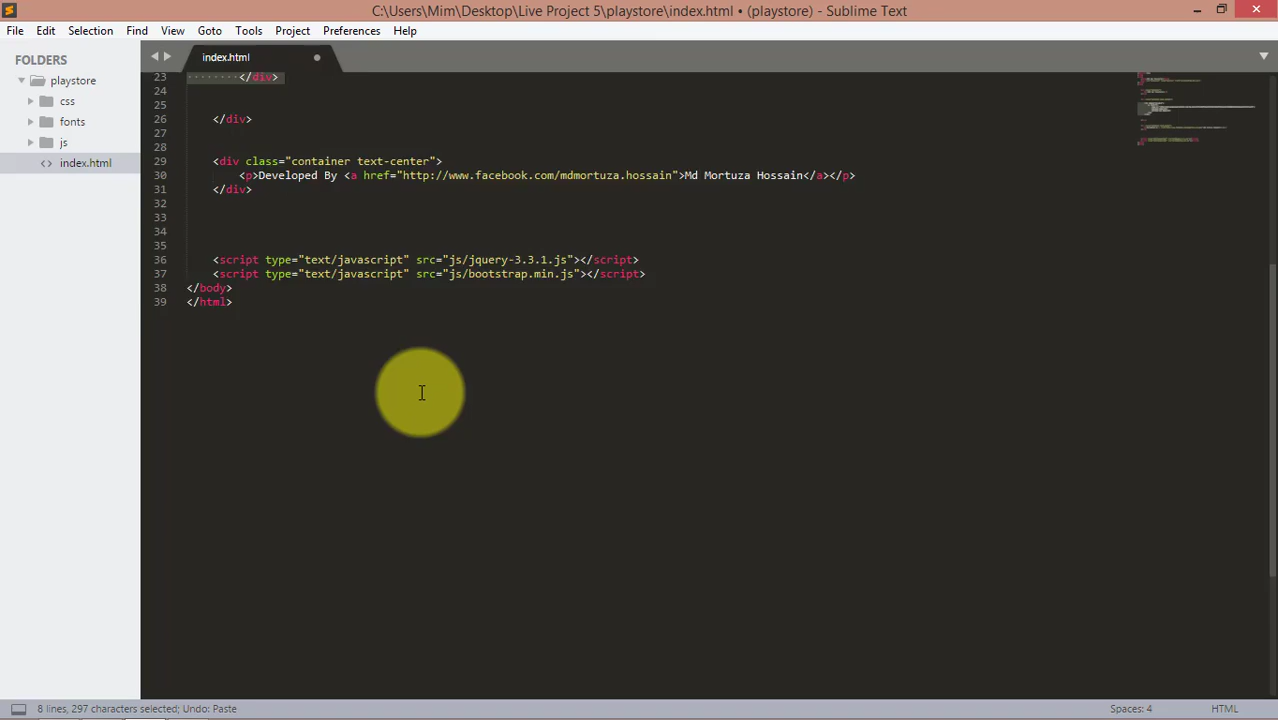 C:\Users\Mim\Desktop\Live Project 5\playstore\index.html • (playstore) - Sublime Text
File Edit Selection Find View Goto Tools Project Preferences Help
FOLDERS
playstore
css
fonts
js
<> index.html
index.html
23 ········</div>
24
25
26 </div>
27
28
29 <div class="container text-center">
30 <p>Developed By <a href="http://www.facebook.com/mdmortuza.hossain">Md Mortuza Hossain</a></p>
31 </div>
32
33
34
35
36 <script type="text/javascript" src="js/jquery-3.3.1.js"></script>
37 <script type="text/javascript" src="js/bootstrap.min.js"></script>
38 </body>
39 </html>
8 lines, 297 characters selected; Undo: Paste
Spaces: 4
HTML